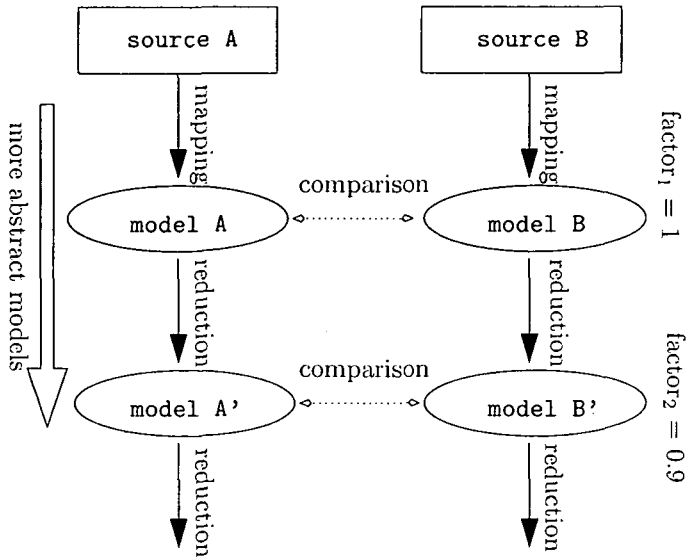 source A
source B
mapping
mapping
factor₁ = 1
more abstract models
comparison
model A
model B
reduction
reduction
comparison
factor₂ = 0.9
model A'
model B'
reduction
reduction